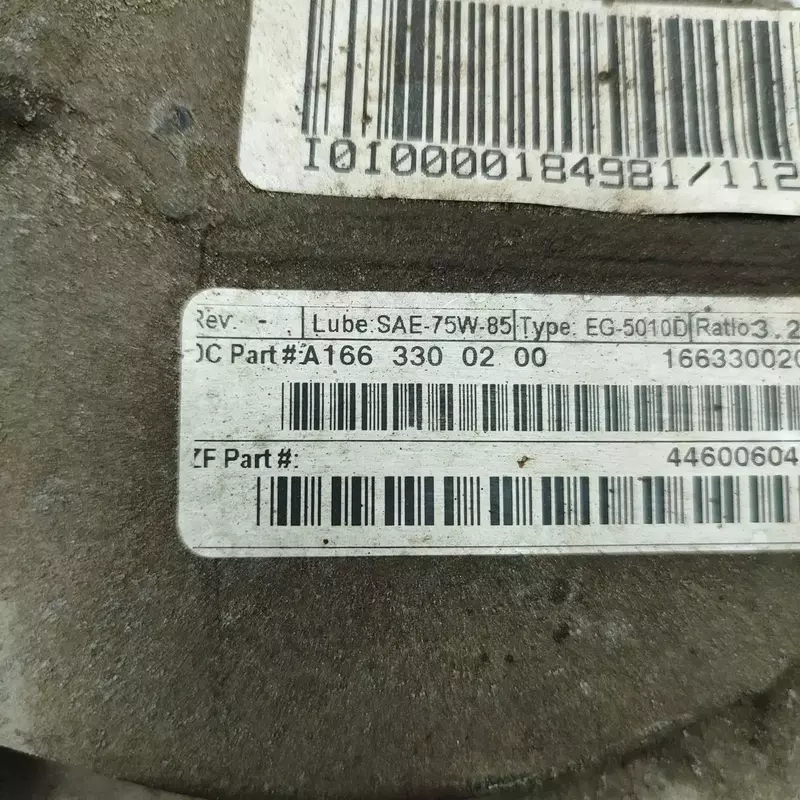 I010000184981/112
Rev: - Lube:SAE-75W-85 Type: EG-5010D Ratio:3.2
DC Part#:A166 330 02 00 166330020
ZF Part#: 44600604